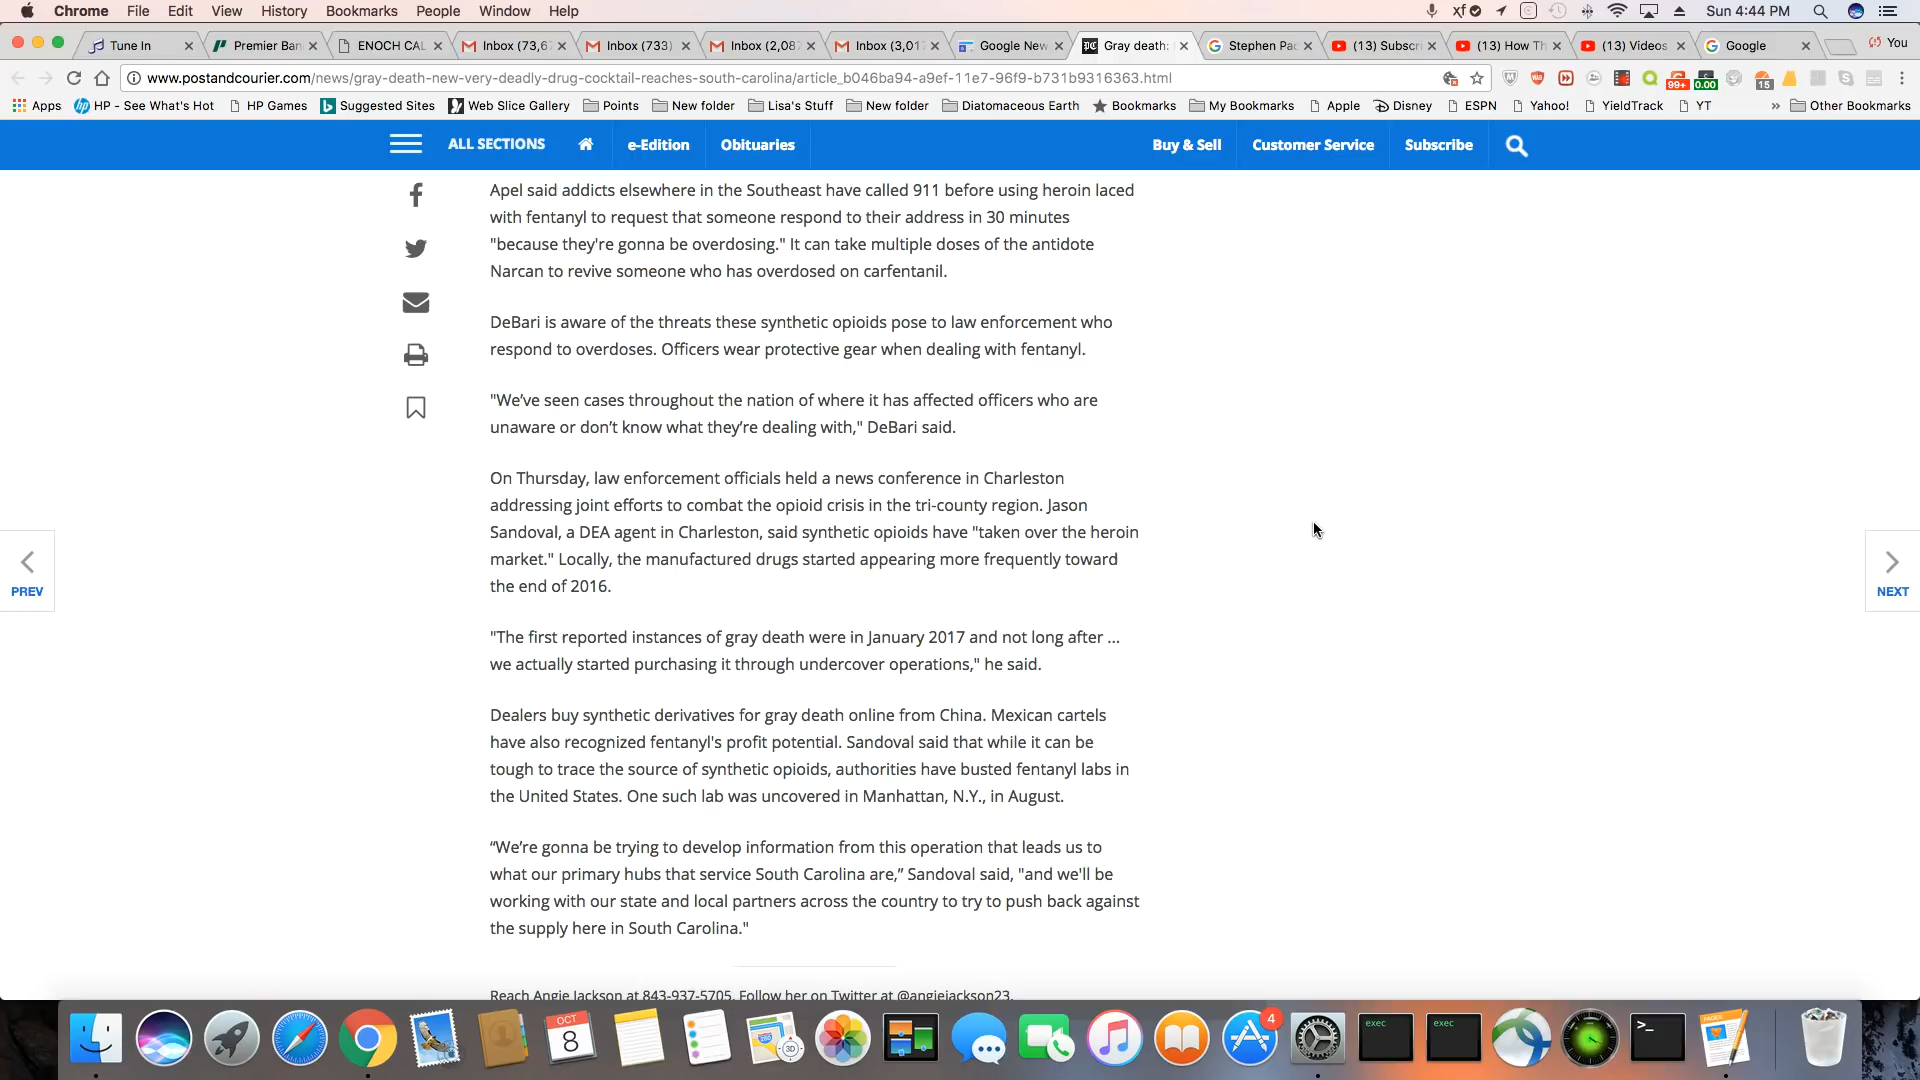 Chrome File Edit View History Bookmarks People Window Help Sun 4:44 PM
Tune In Premier Ban ENOCH CAL Inbox (73,67 Inbox (733) Inbox (2,087 Inbox (3,017 Google New Gray death: Stephen Pad (13) Subscri (13) How Th (13) Videos Google You
www.postandcourier.com/news/gray-death-new-very-deadly-drug-cocktail-reaches-south-carolina/article_b046ba94-a9ef-11e7-96f9-b731b9316363.html 99+ 0.00 15
Apps HP - See What's Hot HP Games Suggested Sites Web Slice Gallery Points New folder Lisa's Stuff New folder Diatomaceous Earth Bookmarks My Bookmarks Apple Disney ESPN Yahoo! YieldTrack YT » Other Bookmarks
ALL SECTIONS e-Edition Obituaries Buy & Sell Customer Service Subscribe
Apel said addicts elsewhere in the Southeast have called 911 before using heroin laced
with fentanyl to request that someone respond to their address in 30 minutes
"because they're gonna be overdosing." It can take multiple doses of the antidote
Narcan to revive someone who has overdosed on carfentanil.
DeBari is aware of the threats these synthetic opioids pose to law enforcement who
respond to overdoses. Officers wear protective gear when dealing with fentanyl.
"We’ve seen cases throughout the nation of where it has affected officers who are
unaware or don’t know what they’re dealing with," DeBari said.
On Thursday, law enforcement officials held a news conference in Charleston
addressing joint efforts to combat the opioid crisis in the tri-county region. Jason
Sandoval, a DEA agent in Charleston, said synthetic opioids have "taken over the heroin
market." Locally, the manufactured drugs started appearing more frequently toward
the end of 2016.
"The first reported instances of gray death were in January 2017 and not long after ...
we actually started purchasing it through undercover operations," he said.
Dealers buy synthetic derivatives for gray death online from China. Mexican cartels
have also recognized fentanyl's profit potential. Sandoval said that while it can be
tough to trace the source of synthetic opioids, authorities have busted fentanyl labs in
the United States. One such lab was uncovered in Manhattan, N.Y., in August.
“We’re gonna be trying to develop information from this operation that leads us to
what our primary hubs that service South Carolina are,” Sandoval said, "and we'll be
working with our state and local partners across the country to try to push back against
the supply here in South Carolina."
Reach Angie Jackson at 843-937-5705. Follow her on Twitter at @angiejackson23.
PREV
NEXT
OCT
8
3D
4
exec
exec
>_
PAGES